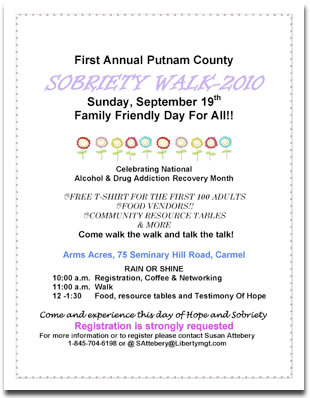 First Annual Putnam County
SOBRIETY WALK-2010
Sunday, September 19th
Family Friendly Day For All!!
Celebrating National
Alcohol & Drug Addiction Recovery Month
FREE T-SHIRT FOR THE FIRST 100 ADULTS
FOOD VENDORS!!
COMMUNITY RESOURCE TABLES
& MORE
Come walk the walk and talk the talk!
Arms Acres, 75 Seminary Hill Road, Carmel
RAIN OR SHINE
10:00 a.m. Registration, Coffee & Networking
11:00 a.m. Walk
12 -1:30 Food, resource tables and Testimony Of Hope
Come and experience this day of Hope and Sobriety
Registration is strongly requested
For more information or to register please contact Susan Attebery
1-845-704-6198 or @ SAttebery@Libertymgt.com